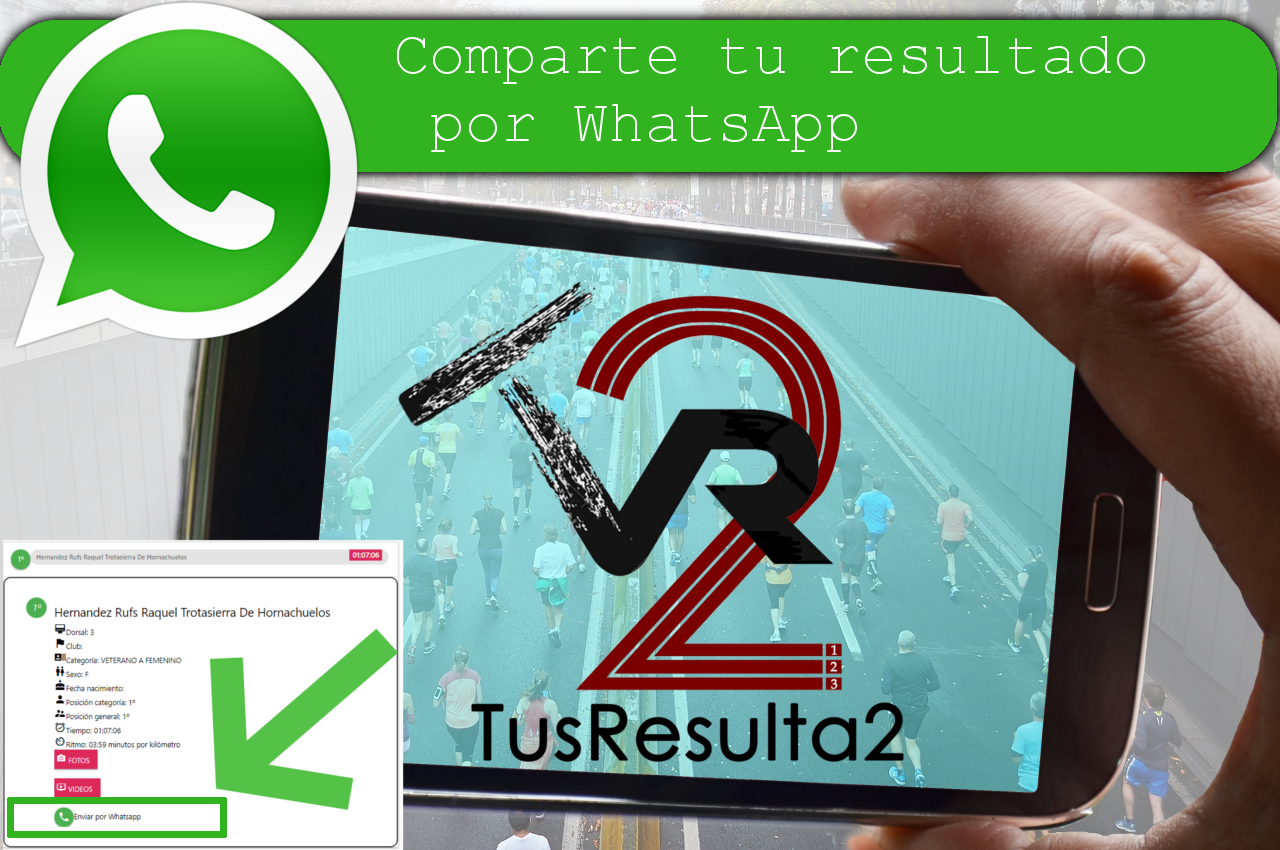 Comparte tu resultado
por WhatsApp
TVR2
1
2
3
TusResulta2
1º Hernandez Rufs Raquel Trotasierra De Hornachuelos 01:07:06
1º Hernandez Rufs Raquel Trotasierra De Hornachuelos
Dorsal: 3
Club:
Categoría: VETERANO A FEMENINO
Sexo: F
Fecha nacimiento:
Posición categoría: 1º
Posición general: 1º
Tiempo: 01:07:06
Ritmo: 03:59 minutos por kilómetro
FOTOS
VIDEOS
Enviar por Whatsapp